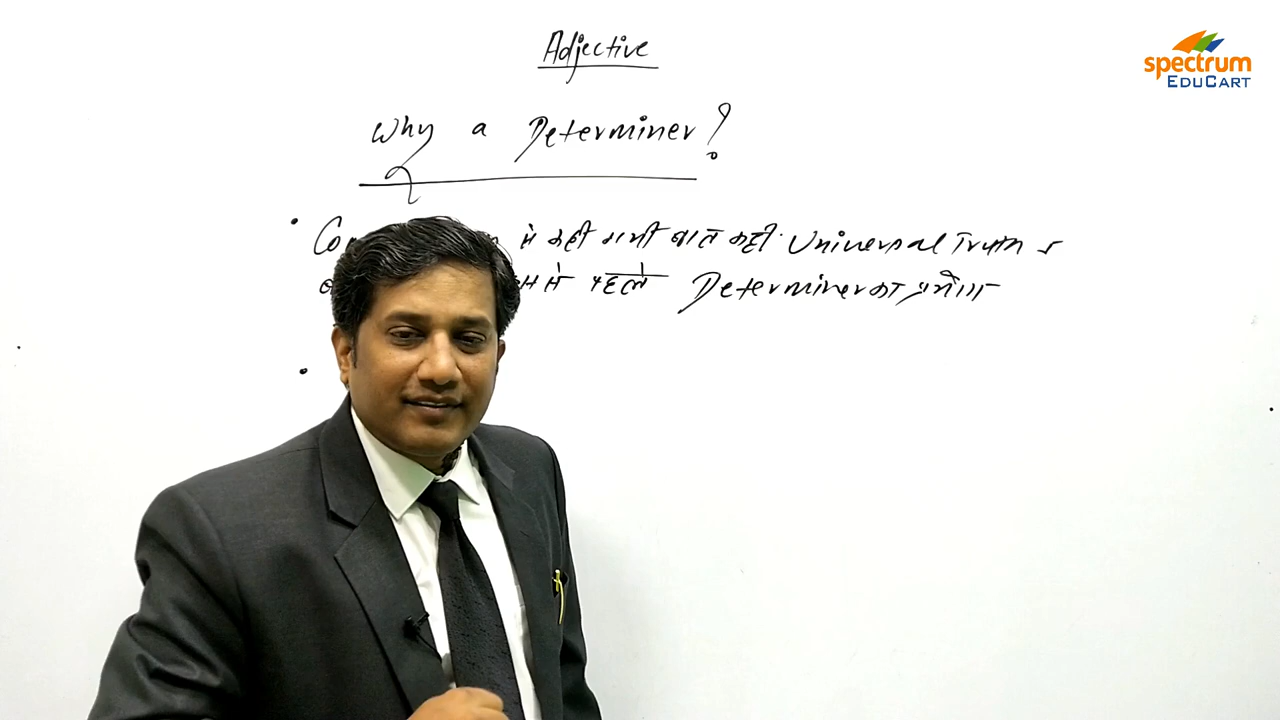 Adjective
spectrum
EDUCART
Why a Determiner?
में कही गयी बात कही Universal Truth
पहले Determiner का प्रयोग